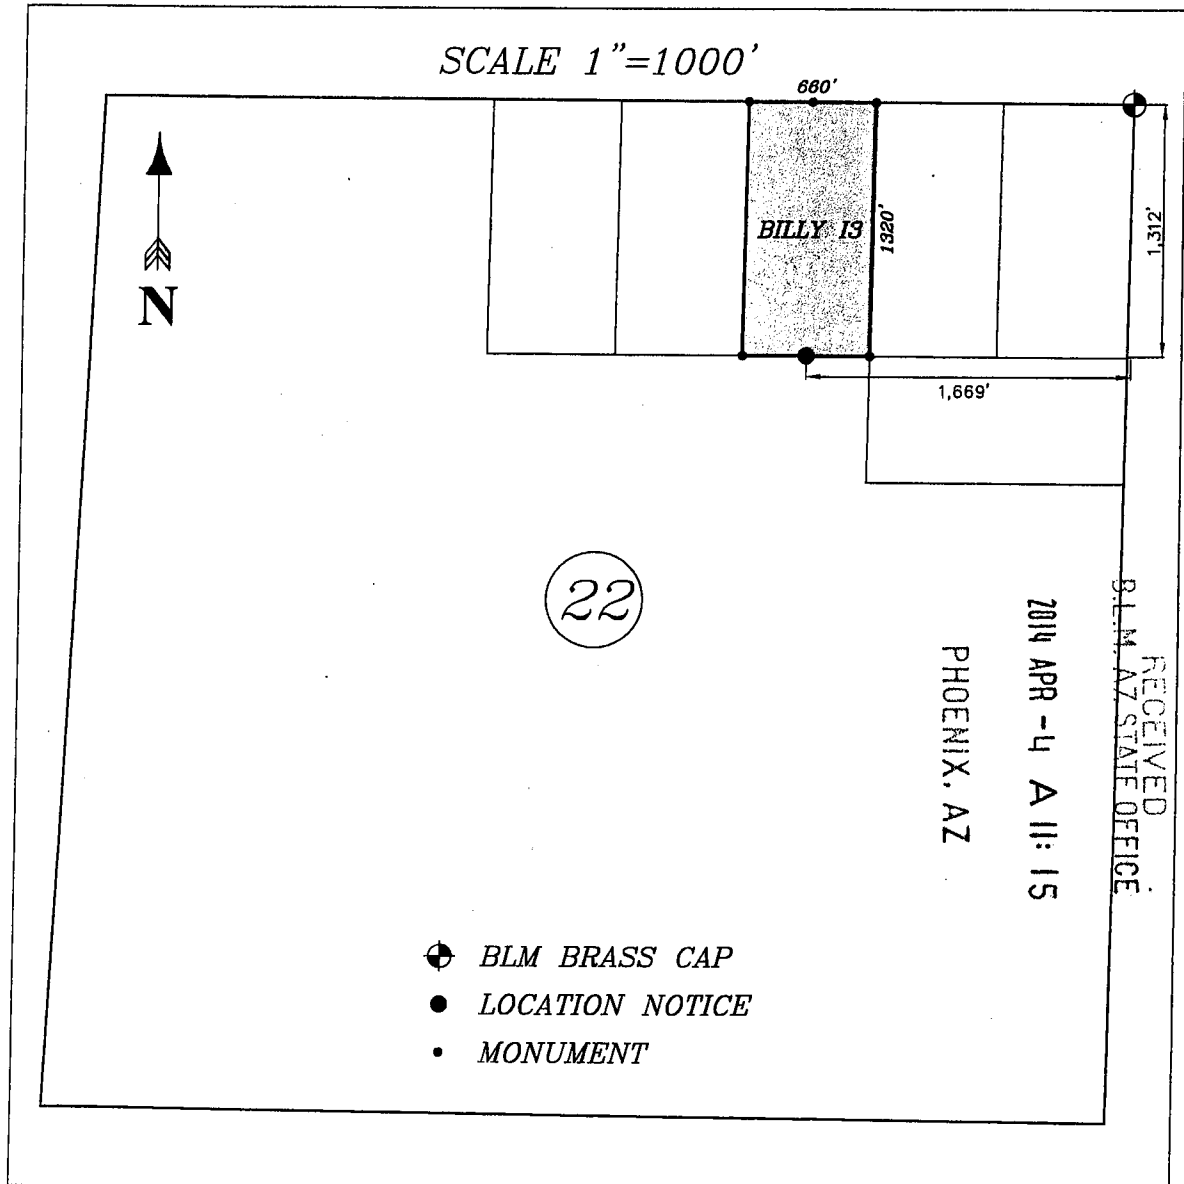 SCALE 1"=1000'
660'
N
BILLY 13
1320'
1,312'
1,669'
22
RECEIVED
B.L.M. AZ STATE OFFICE
2014 APR -4 A 11: 15
PHOENIX, AZ
BLM BRASS CAP
LOCATION NOTICE
MONUMENT